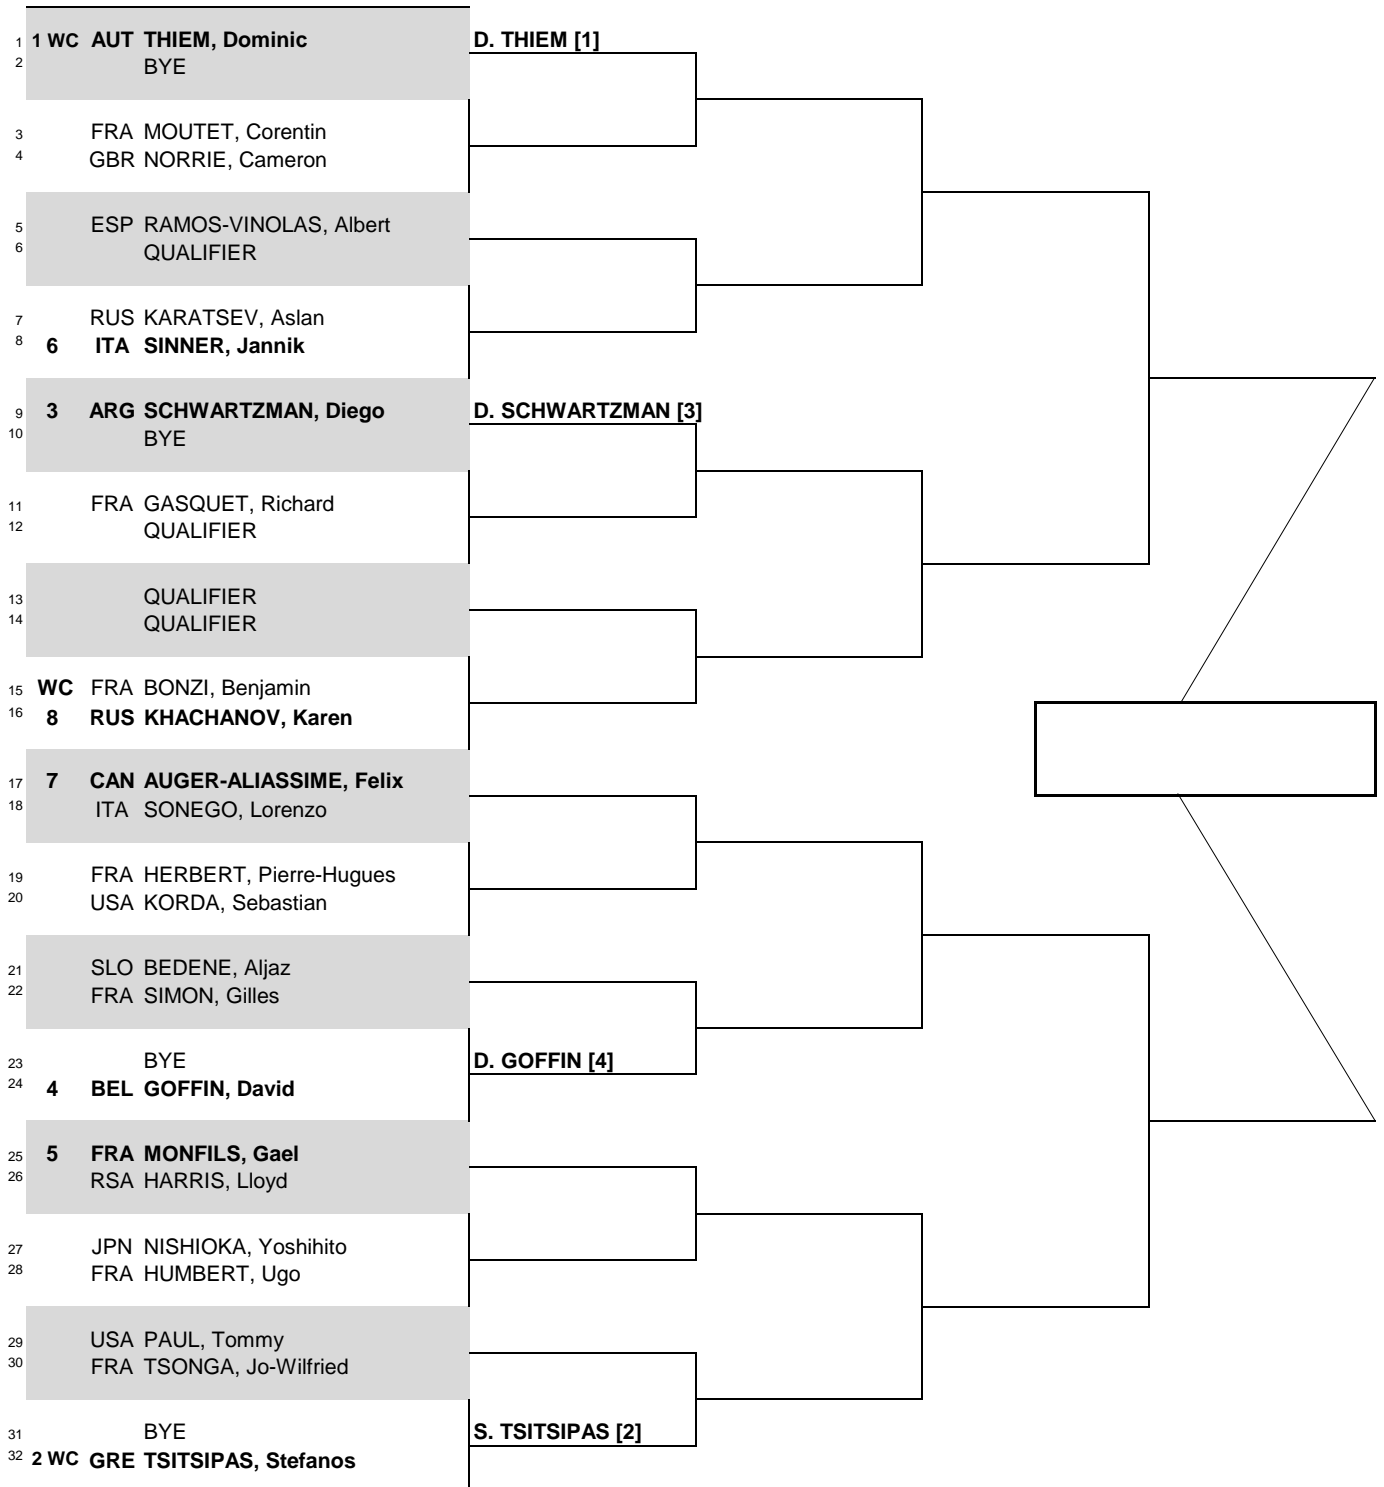 1 1 WC AUT THIEM, Dominic D. THIEM [1]
2 BYE
3 FRA MOUTET, Corentin
4 GBR NORRIE, Cameron
5 ESP RAMOS-VINOLAS, Albert
6 QUALIFIER
7 RUS KARATSEV, Aslan
8 6 ITA SINNER, Jannik
9 3 ARG SCHWARTZMAN, Diego D. SCHWARTZMAN [3]
10 BYE
11 FRA GASQUET, Richard
12 QUALIFIER
13 QUALIFIER
14 QUALIFIER
15 WC FRA BONZI, Benjamin
16 8 RUS KHACHANOV, Karen
17 7 CAN AUGER-ALIASSIME, Felix
18 ITA SONEGO, Lorenzo
19 FRA HERBERT, Pierre-Hugues
20 USA KORDA, Sebastian
21 SLO BEDENE, Aljaz
22 FRA SIMON, Gilles
23 BYE D. GOFFIN [4]
24 4 BEL GOFFIN, David
25 5 FRA MONFILS, Gael
26 RSA HARRIS, Lloyd
27 JPN NISHIOKA, Yoshihito
28 FRA HUMBERT, Ugo
29 USA PAUL, Tommy
30 FRA TSONGA, Jo-Wilfried
31 BYE S. TSITSIPAS [2]
32 2 WC GRE TSITSIPAS, Stefanos